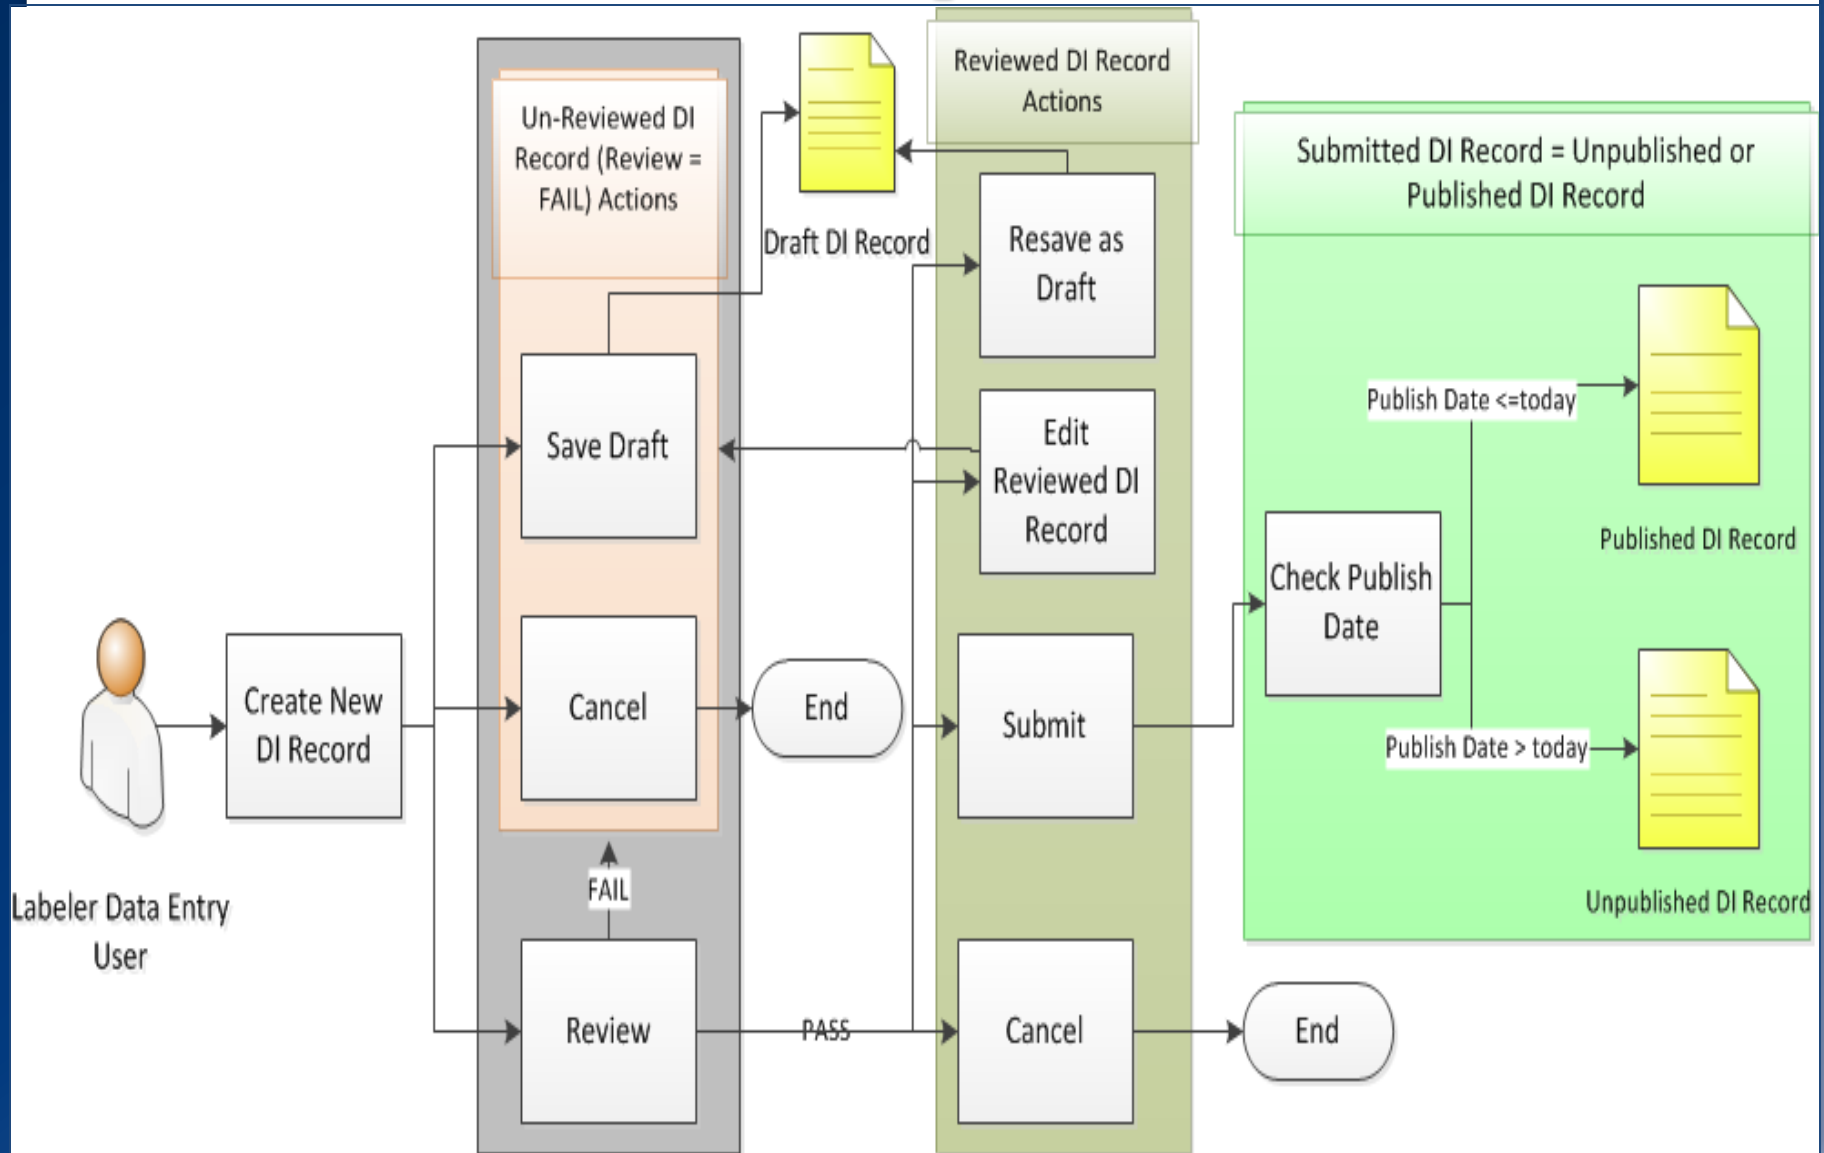 Un-Reviewed DI
Record (Review =
FAIL) Actions
Draft DI Record
Reviewed DI Record
Actions
Submitted DI Record = Unpublished or
Published DI Record
Resave as
Draft
Save Draft
Edit
Reviewed DI
Record
Publish Date <=today
Published DI Record
Check Publish
Date
Create New
DI Record
Cancel
End
Submit
Publish Date > today
Unpublished DI Record
Labeler Data Entry
User
FAIL
Review
PASS
Cancel
End